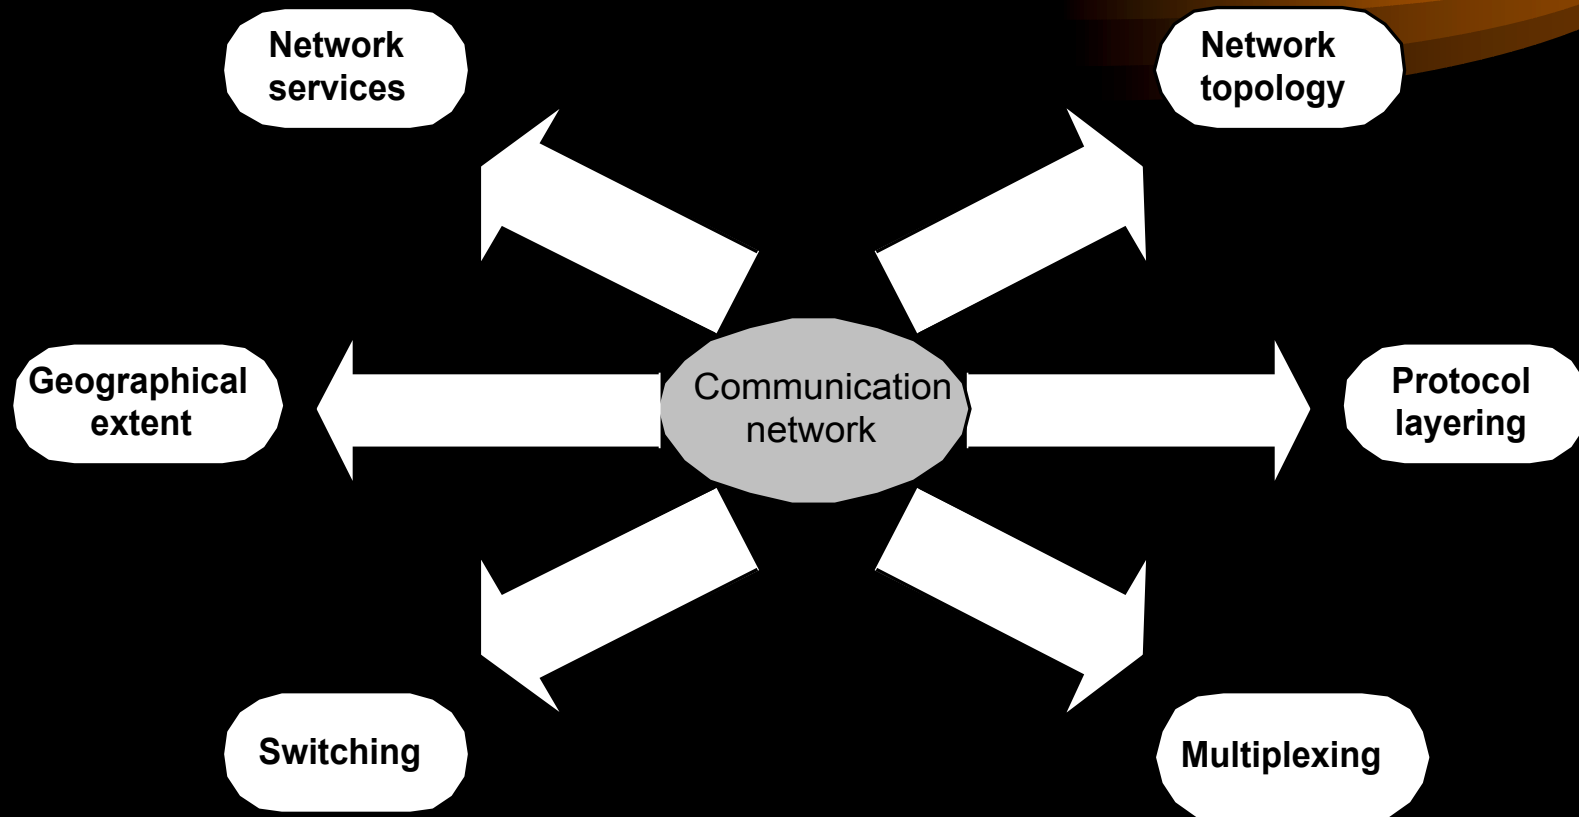 Network
services
Network
topology
Geographical
extent
Communication
network
Protocol
layering
Switching
Multiplexing